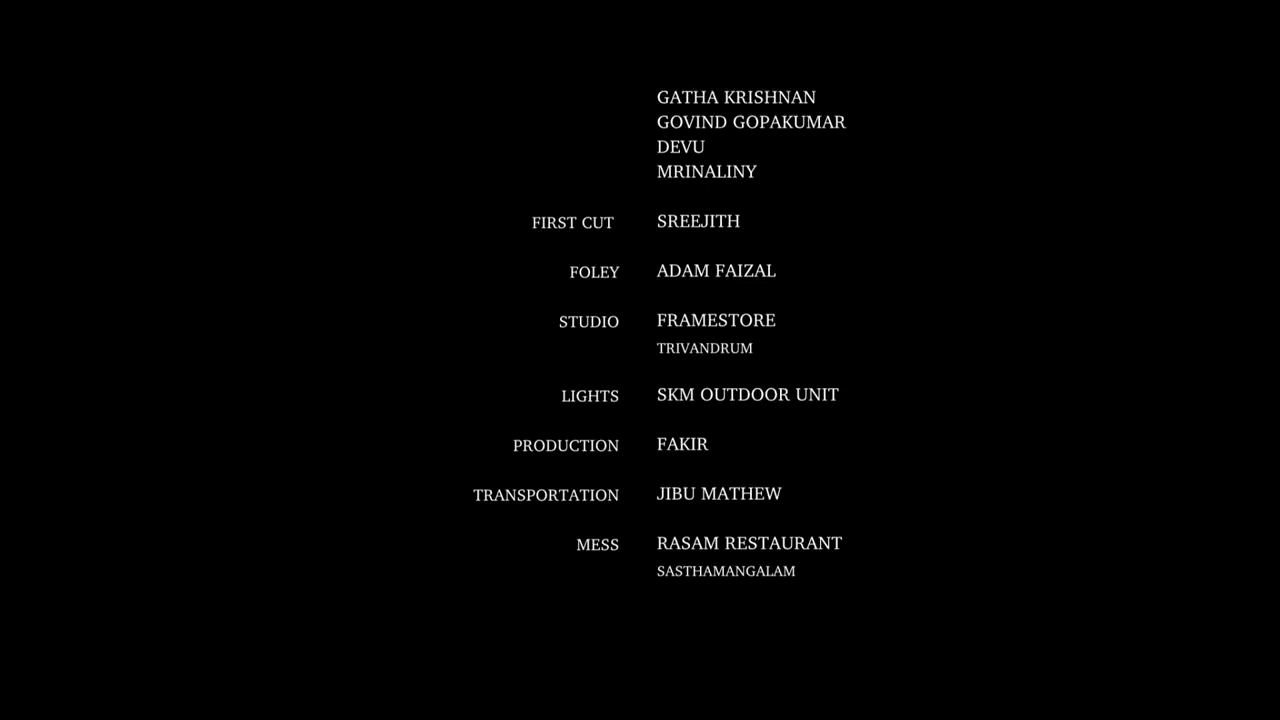 GATHA KRISHNAN
GOVIND GOPAKUMAR
DEVU
MRINALINY
FIRST CUT SREEJITH
FOLEY ADAM FAIZAL
STUDIO FRAMESTORE
TRIVANDRUM
LIGHTS SKM OUTDOOR UNIT
PRODUCTION FAKIR
TRANSPORTATION JIBU MATHEW
MESS RASAM RESTAURANT
SASTHAMANGALAM